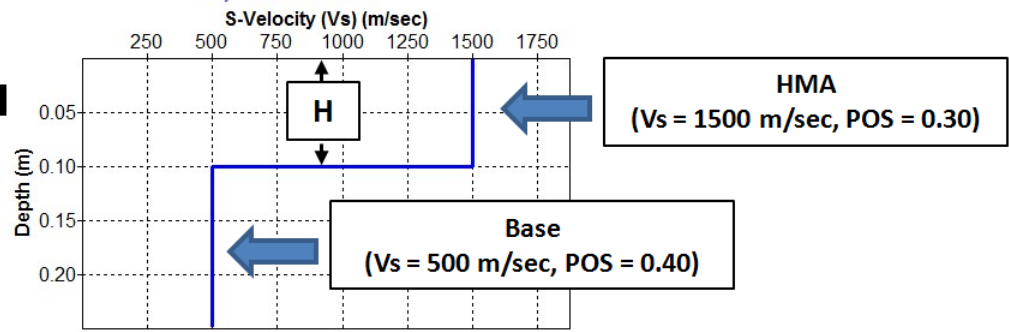 S-Velocity (Vs) (m/sec)
250 500 750 1000 1250 1500 1750
Depth (m)
0.05
0.10
0.15
0.20
H
HMA
(Vs = 1500 m/sec, POS = 0.30)
Base
(Vs = 500 m/sec, POS = 0.40)